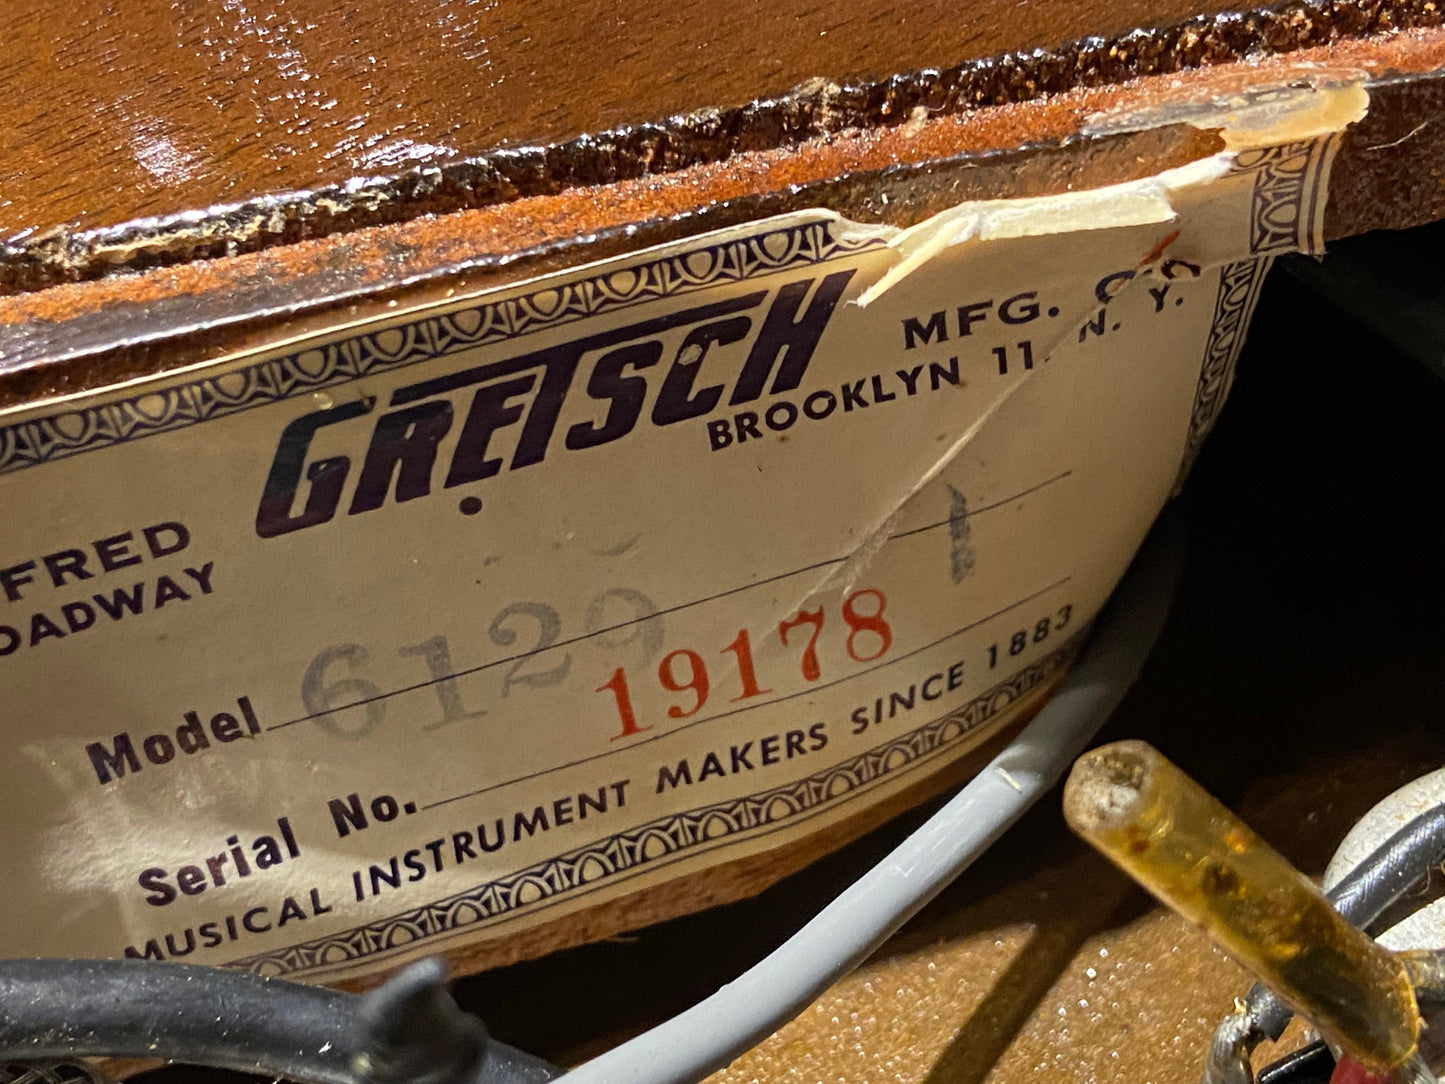 GRETSCH MFG. CO.
FRED BROOKLYN 11, N. Y.
OADWAY
Model 6129
Serial No. 19178
MUSICAL INSTRUMENT MAKERS SINCE 1883